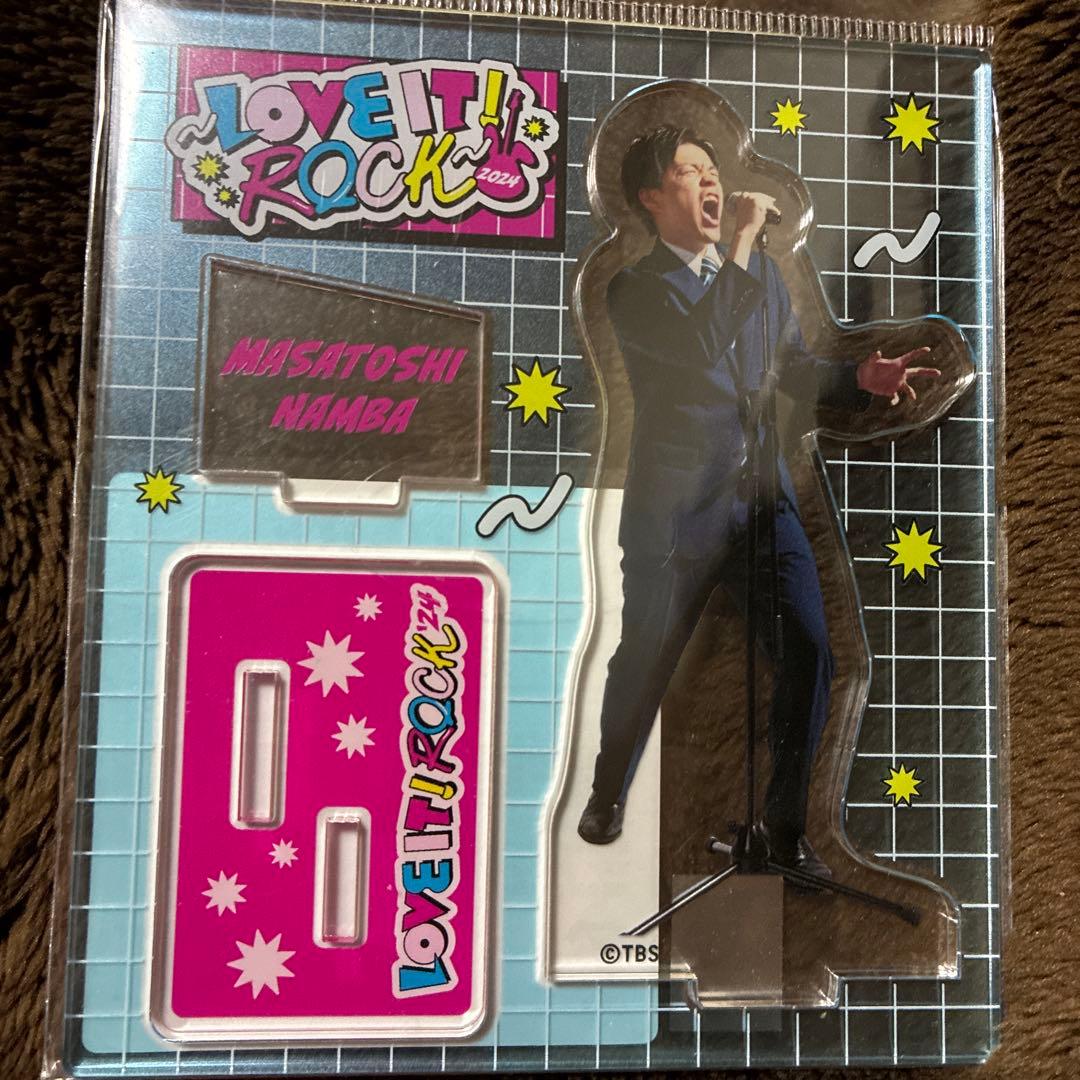 ~LOVE IT!
ROCK~
2024
MASATOSHI
NAMBA
LOVE IT! ROCK '24
©TBS